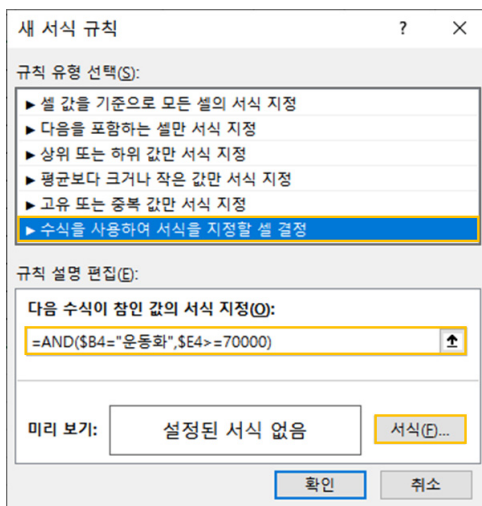 새 서식 규칙 ? ×
규칙 유형 선택(S):
► 셀 값을 기준으로 모든 셀의 서식 지정
► 다음을 포함하는 셀만 서식 지정
► 상위 또는 하위 값만 서식 지정
► 평균보다 크거나 작은 값만 서식 지정
► 고유 또는 중복 값만 서식 지정
► 수식을 사용하여 서식을 지정할 셀 결정
규칙 설명 편집(E):
다음 수식이 참인 값의 서식 지정(O):
=AND($B4="운동화",$E4>=70000)
미리 보기: 설정된 서식 없음 서식(F)...
확인 취소